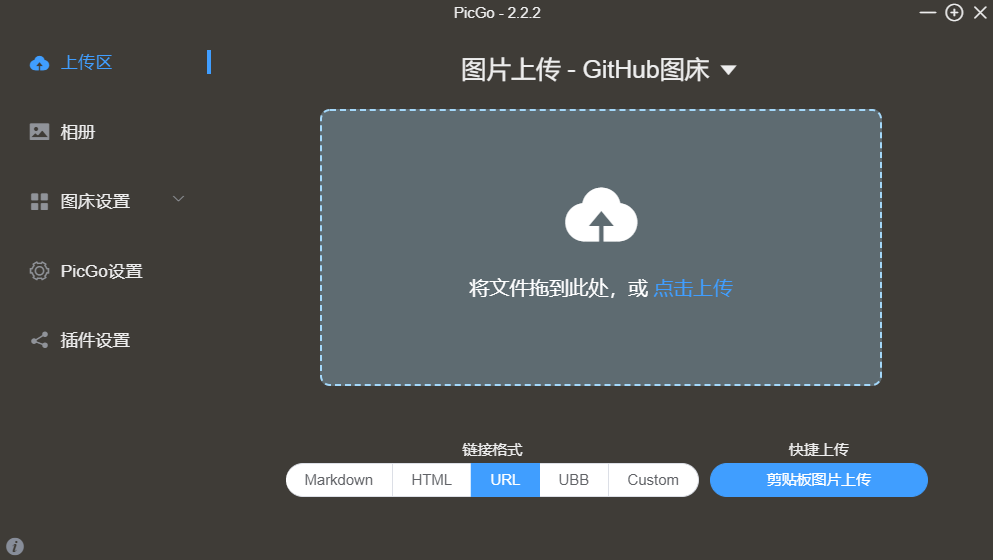 PicGo - 2.2.2
上传区
相册
图床设置
PicGo设置
插件设置
图片上传 - GitHub图床
将文件拖到此处，或 点击上传
链接格式
Markdown HTML URL UBB Custom
快捷上传
剪贴板图片上传